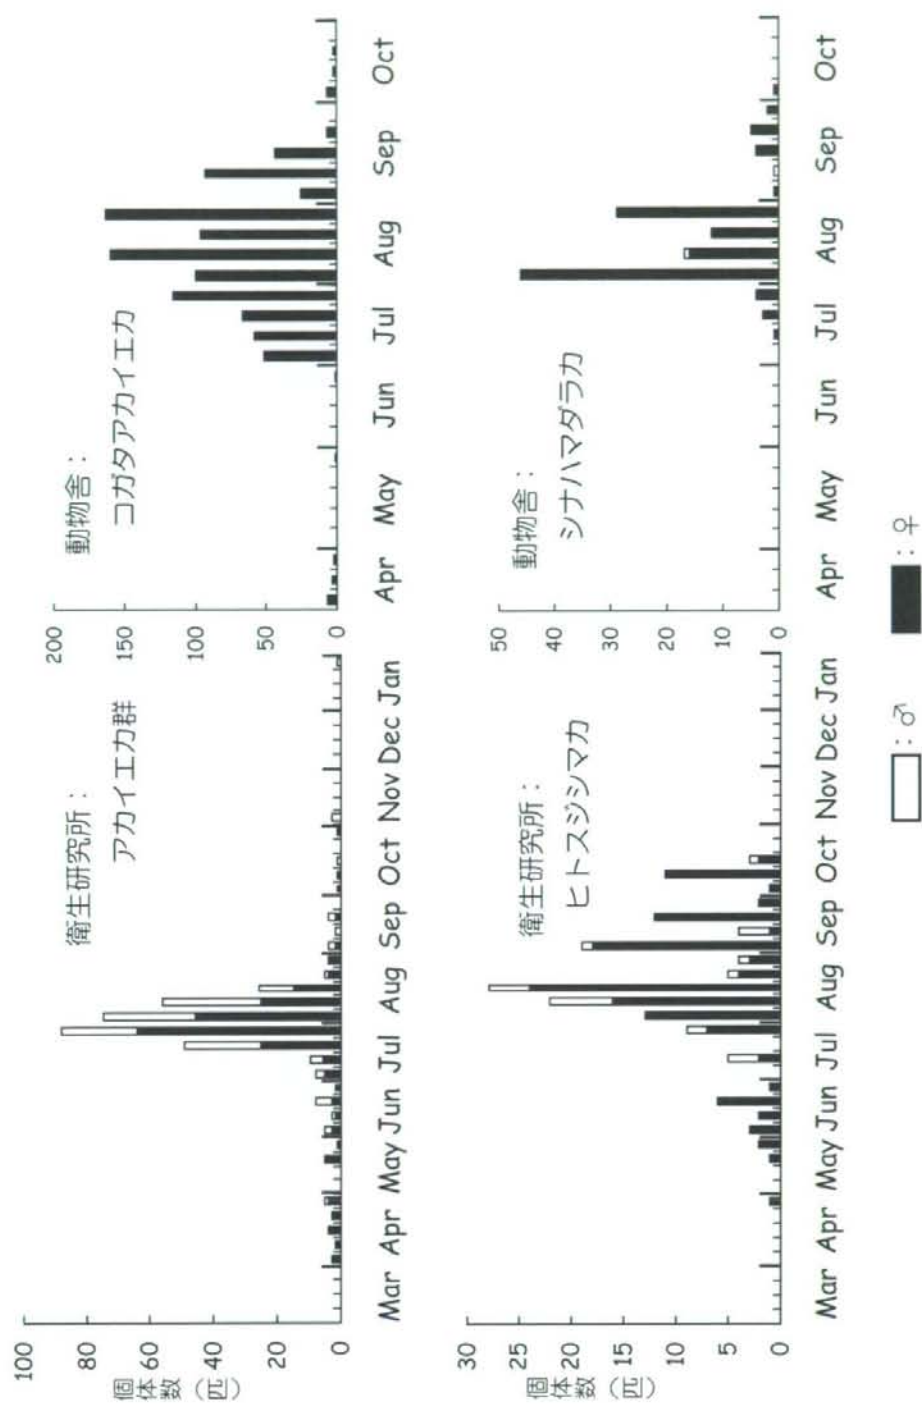 個体数（匹）
100
80
60
40
20
0
衛生研究所：
アカイエカ群
Mar Apr May Jun Jul Aug Sep Oct Nov Dec Jan
200
150
100
50
0
動物舎：
コガタアカイエカ
Apr May Jun Jul Aug Sep Oct
個体数（匹）
30
25
20
15
10
5
0
衛生研究所：
ヒトスジシマカ
Mar Apr May Jun Jul Aug Sep Oct Nov Dec Jan
50
40
30
20
10
0
動物舎：
シナハマダラカ
Apr May Jun Jul Aug Sep Oct
：♂
：♀